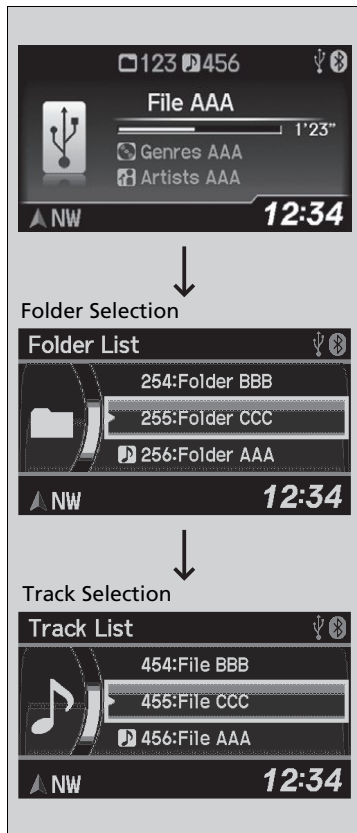 123 456
File AAA
1'23"
Genres AAA
Artists AAA
NW 12:34
Folder Selection
Folder List
254:Folder BBB
255:Folder CCC
256:Folder AAA
NW 12:34
Track Selection
Track List
454:File BBB
455:File CCC
456:File AAA
NW 12:34